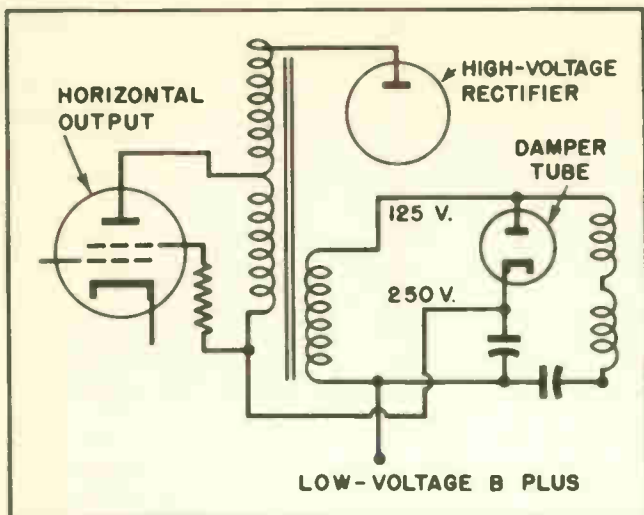 HORIZONTAL
OUTPUT
HIGH-VOLTAGE
RECTIFIER
DAMPER
TUBE
125 V.
250 V.
LOW-VOLTAGE B PLUS